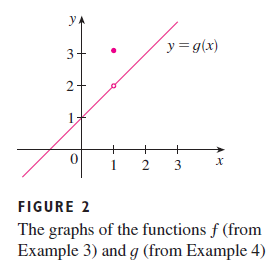 y
y = g(x)
3
2
1
0 1 2 3 x
FIGURE 2
The graphs of the functions f (from
Example 3) and g (from Example 4)